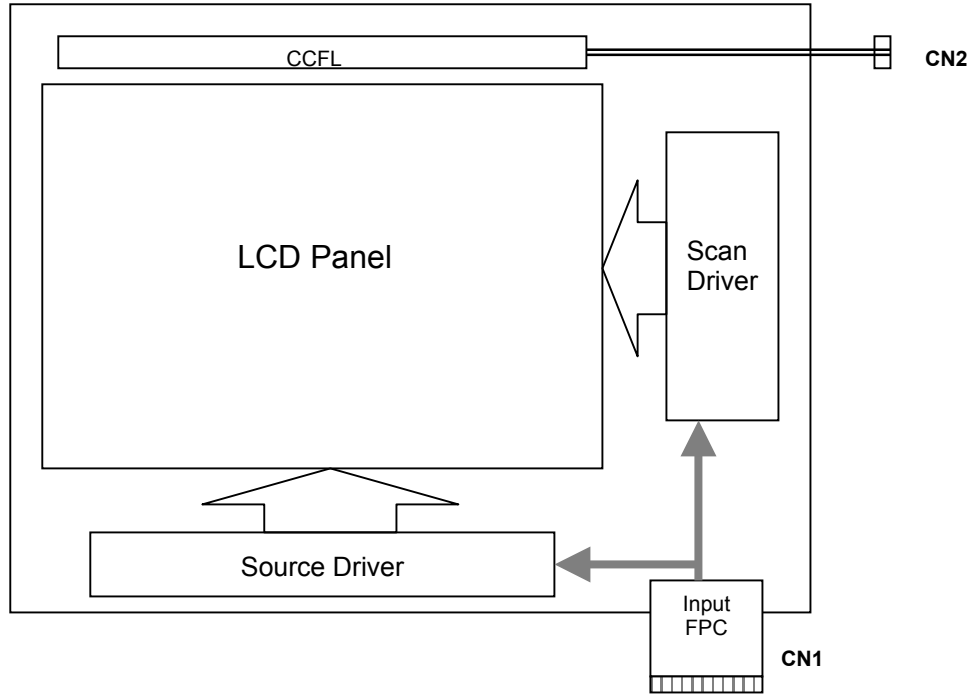 CCFL
CN2
LCD Panel
Scan
Driver
Source Driver
Input
FPC
CN1